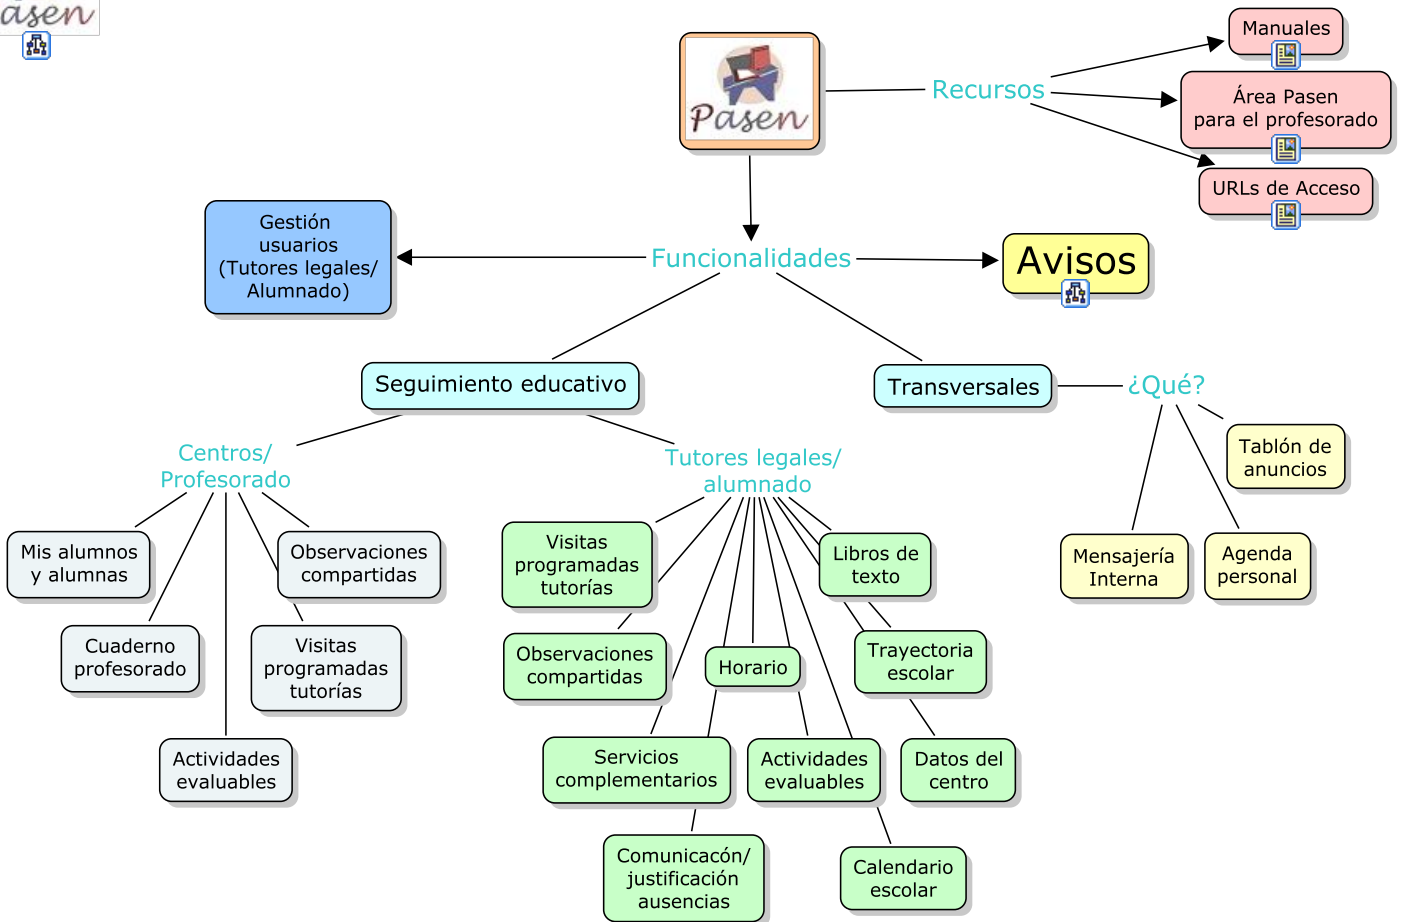 asen
Pasen
Recursos
Manuales
Área Pasen
para el profesorado
URLs de Acceso
Gestión
usuarios
(Tutores legales/
Alumnado)
Funcionalidades
Avisos
Seguimiento educativo
Transversales
¿Qué?
Tablón de
anuncios
Mensajería
Interna
Agenda
personal
Centros/
Profesorado
Tutores legales/
alumnado
Mis alumnos
y alumnas
Observaciones
compartidas
Cuaderno
profesorado
Visitas
programadas
tutorías
Actividades
evaluables
Visitas
programadas
tutorías
Libros de
texto
Observaciones
compartidas
Horario
Trayectoria
escolar
Servicios
complementarios
Actividades
evaluables
Datos del
centro
Comunicacón/
justificación
ausencias
Calendario
escolar